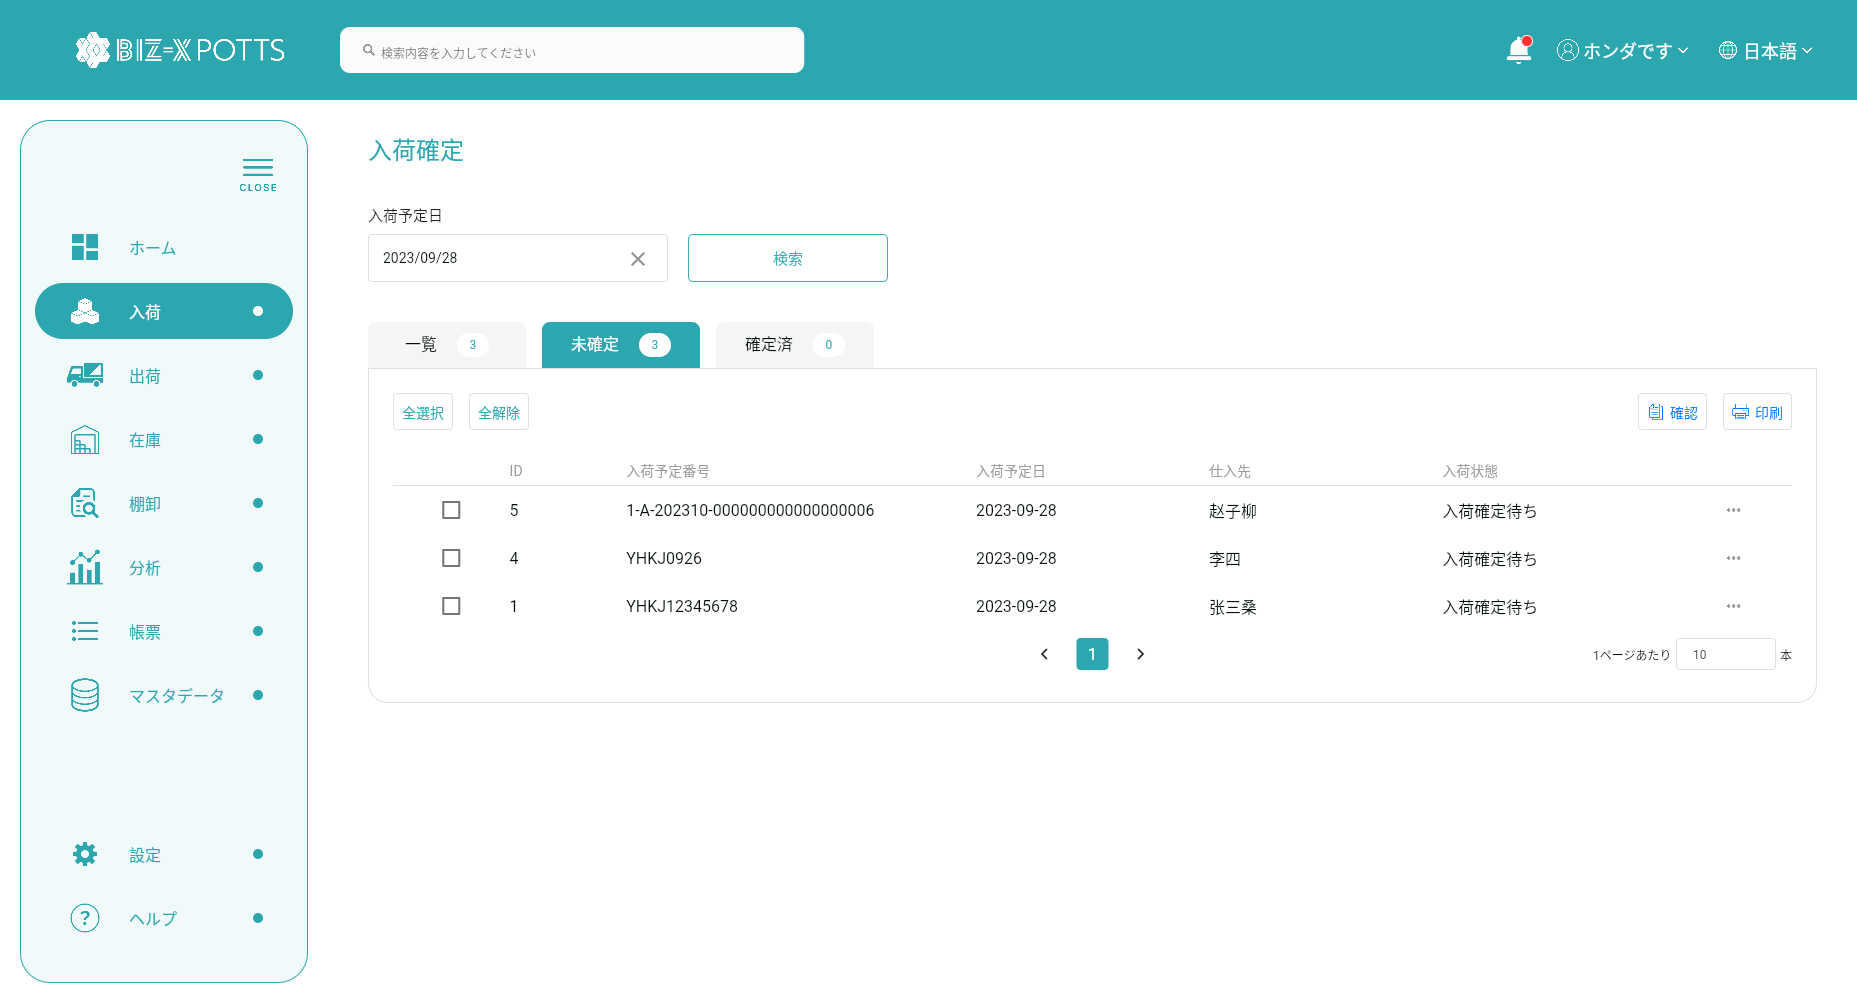 BIZ-X POTTS
検索内容を入力してください
ホンダです
日本語
CLOSE
ホーム
入荷
出荷
在庫
棚卸
分析
帳票
マスタデータ
設定
ヘルプ
入荷確定
入荷予定日
2023/09/28
検索
一覧 3
未確定 3
確定済 0
全選択
全解除
確認
印刷
ID 入荷予定番号 入荷予定日 仕入先 入荷状態
5 1-A-202310-000000000000000006 2023-09-28 赵子柳 入荷確定待ち
4 YHKJ0926 2023-09-28 李四 入荷確定待ち
1 YHKJ12345678 2023-09-28 张三桑 入荷確定待ち
1
1ページあたり 10 本